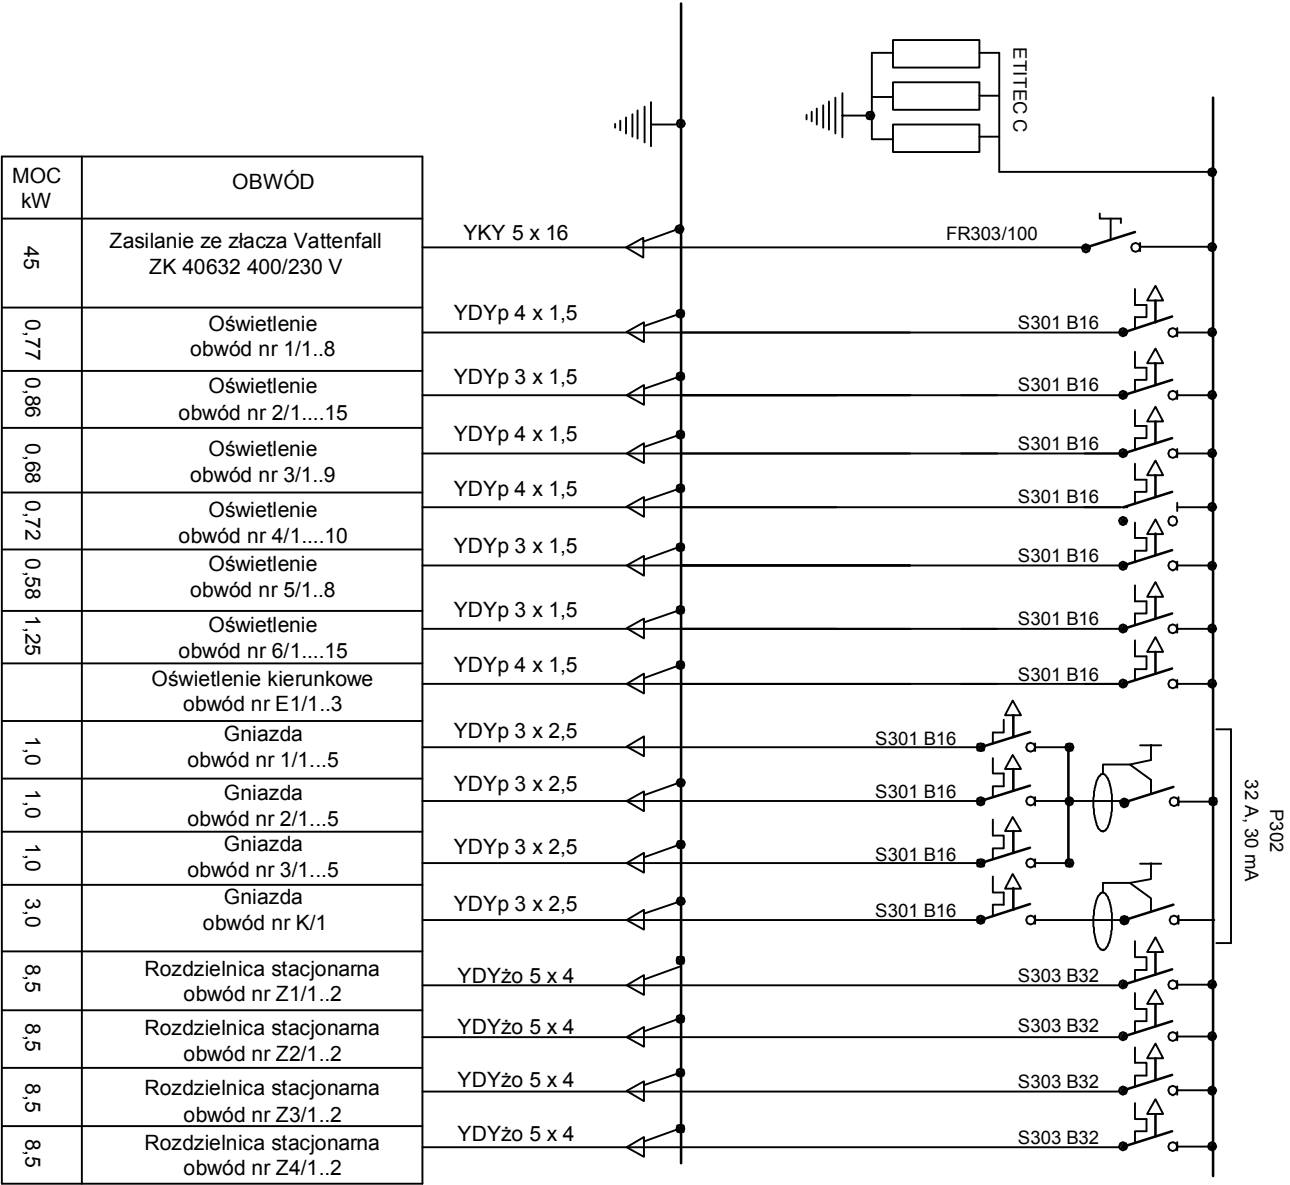 ETITEC C
MOC
kW
OBWÓD
45
Zasilanie ze złacza Vattenfall
ZK 40632 400/230 V
YKY 5 x 16
FR303/100
0,77
Oświetlenie
obwód nr 1/1..8
YDYp 4 x 1,5
S301 B16
0,86
Oświetlenie
obwód nr 2/1....15
YDYp 3 x 1,5
S301 B16
0,68
Oświetlenie
obwód nr 3/1..9
YDYp 4 x 1,5
S301 B16
0,72
Oświetlenie
obwód nr 4/1....10
YDYp 4 x 1,5
S301 B16
0,58
Oświetlenie
obwód nr 5/1..8
YDYp 3 x 1,5
S301 B16
1,25
Oświetlenie
obwód nr 6/1....15
YDYp 3 x 1,5
S301 B16
Oświetlenie kierunkowe
obwód nr E1/1..3
YDYp 4 x 1,5
S301 B16
1,0
Gniazda
obwód nr 1/1...5
YDYp 3 x 2,5
S301 B16
1,0
Gniazda
obwód nr 2/1...5
YDYp 3 x 2,5
S301 B16
1,0
Gniazda
obwód nr 3/1...5
YDYp 3 x 2,5
S301 B16
3,0
Gniazda
obwód nr K/1
YDYp 3 x 2,5
S301 B16
P302
32 A, 30 mA
8,5
Rozdzielnica stacjonarna
obwód nr Z1/1..2
YDYżo 5 x 4
S303 B32
8,5
Rozdzielnica stacjonarna
obwód nr Z2/1..2
YDYżo 5 x 4
S303 B32
8,5
Rozdzielnica stacjonarna
obwód nr Z3/1..2
YDYżo 5 x 4
S303 B32
8,5
Rozdzielnica stacjonarna
obwód nr Z4/1..2
YDYżo 5 x 4
S303 B32